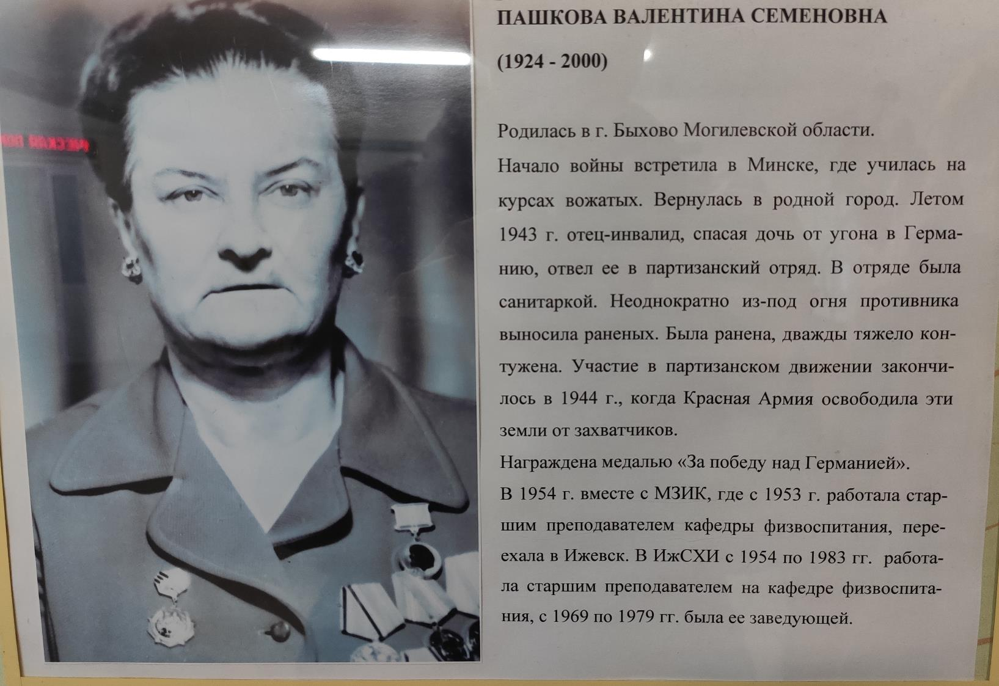 ПАШКОВА ВАЛЕНТИНА СЕМЕНОВНА
(1924 - 2000)
Родилась в г. Быхово Могилевской области.
Начало войны встретила в Минске, где училась на
курсах вожатых. Вернулась в родной город. Летом
1943 г. отец-инвалид, спасая дочь от угона в Герма-
нию, отвел ее в партизанский отряд. В отряде была
санитаркой. Неоднократно из-под огня противника
выносила раненых. Была ранена, дважды тяжело кон-
тужена. Участие в партизанском движении закончи-
лось в 1944 г., когда Красная Армия освободила эти
земли от захватчиков.
Награждена медалью «За победу над Германией».
В 1954 г. вместе с МЗИК, где с 1953 г. работала стар-
шим преподавателем кафедры физвоспитания, пере-
ехала в Ижевск. В ИжСХИ с 1954 по 1983 гг. работа-
ла старшим преподавателем на кафедре физвоспита-
ния, с 1969 по 1979 гг. была ее заведующей.